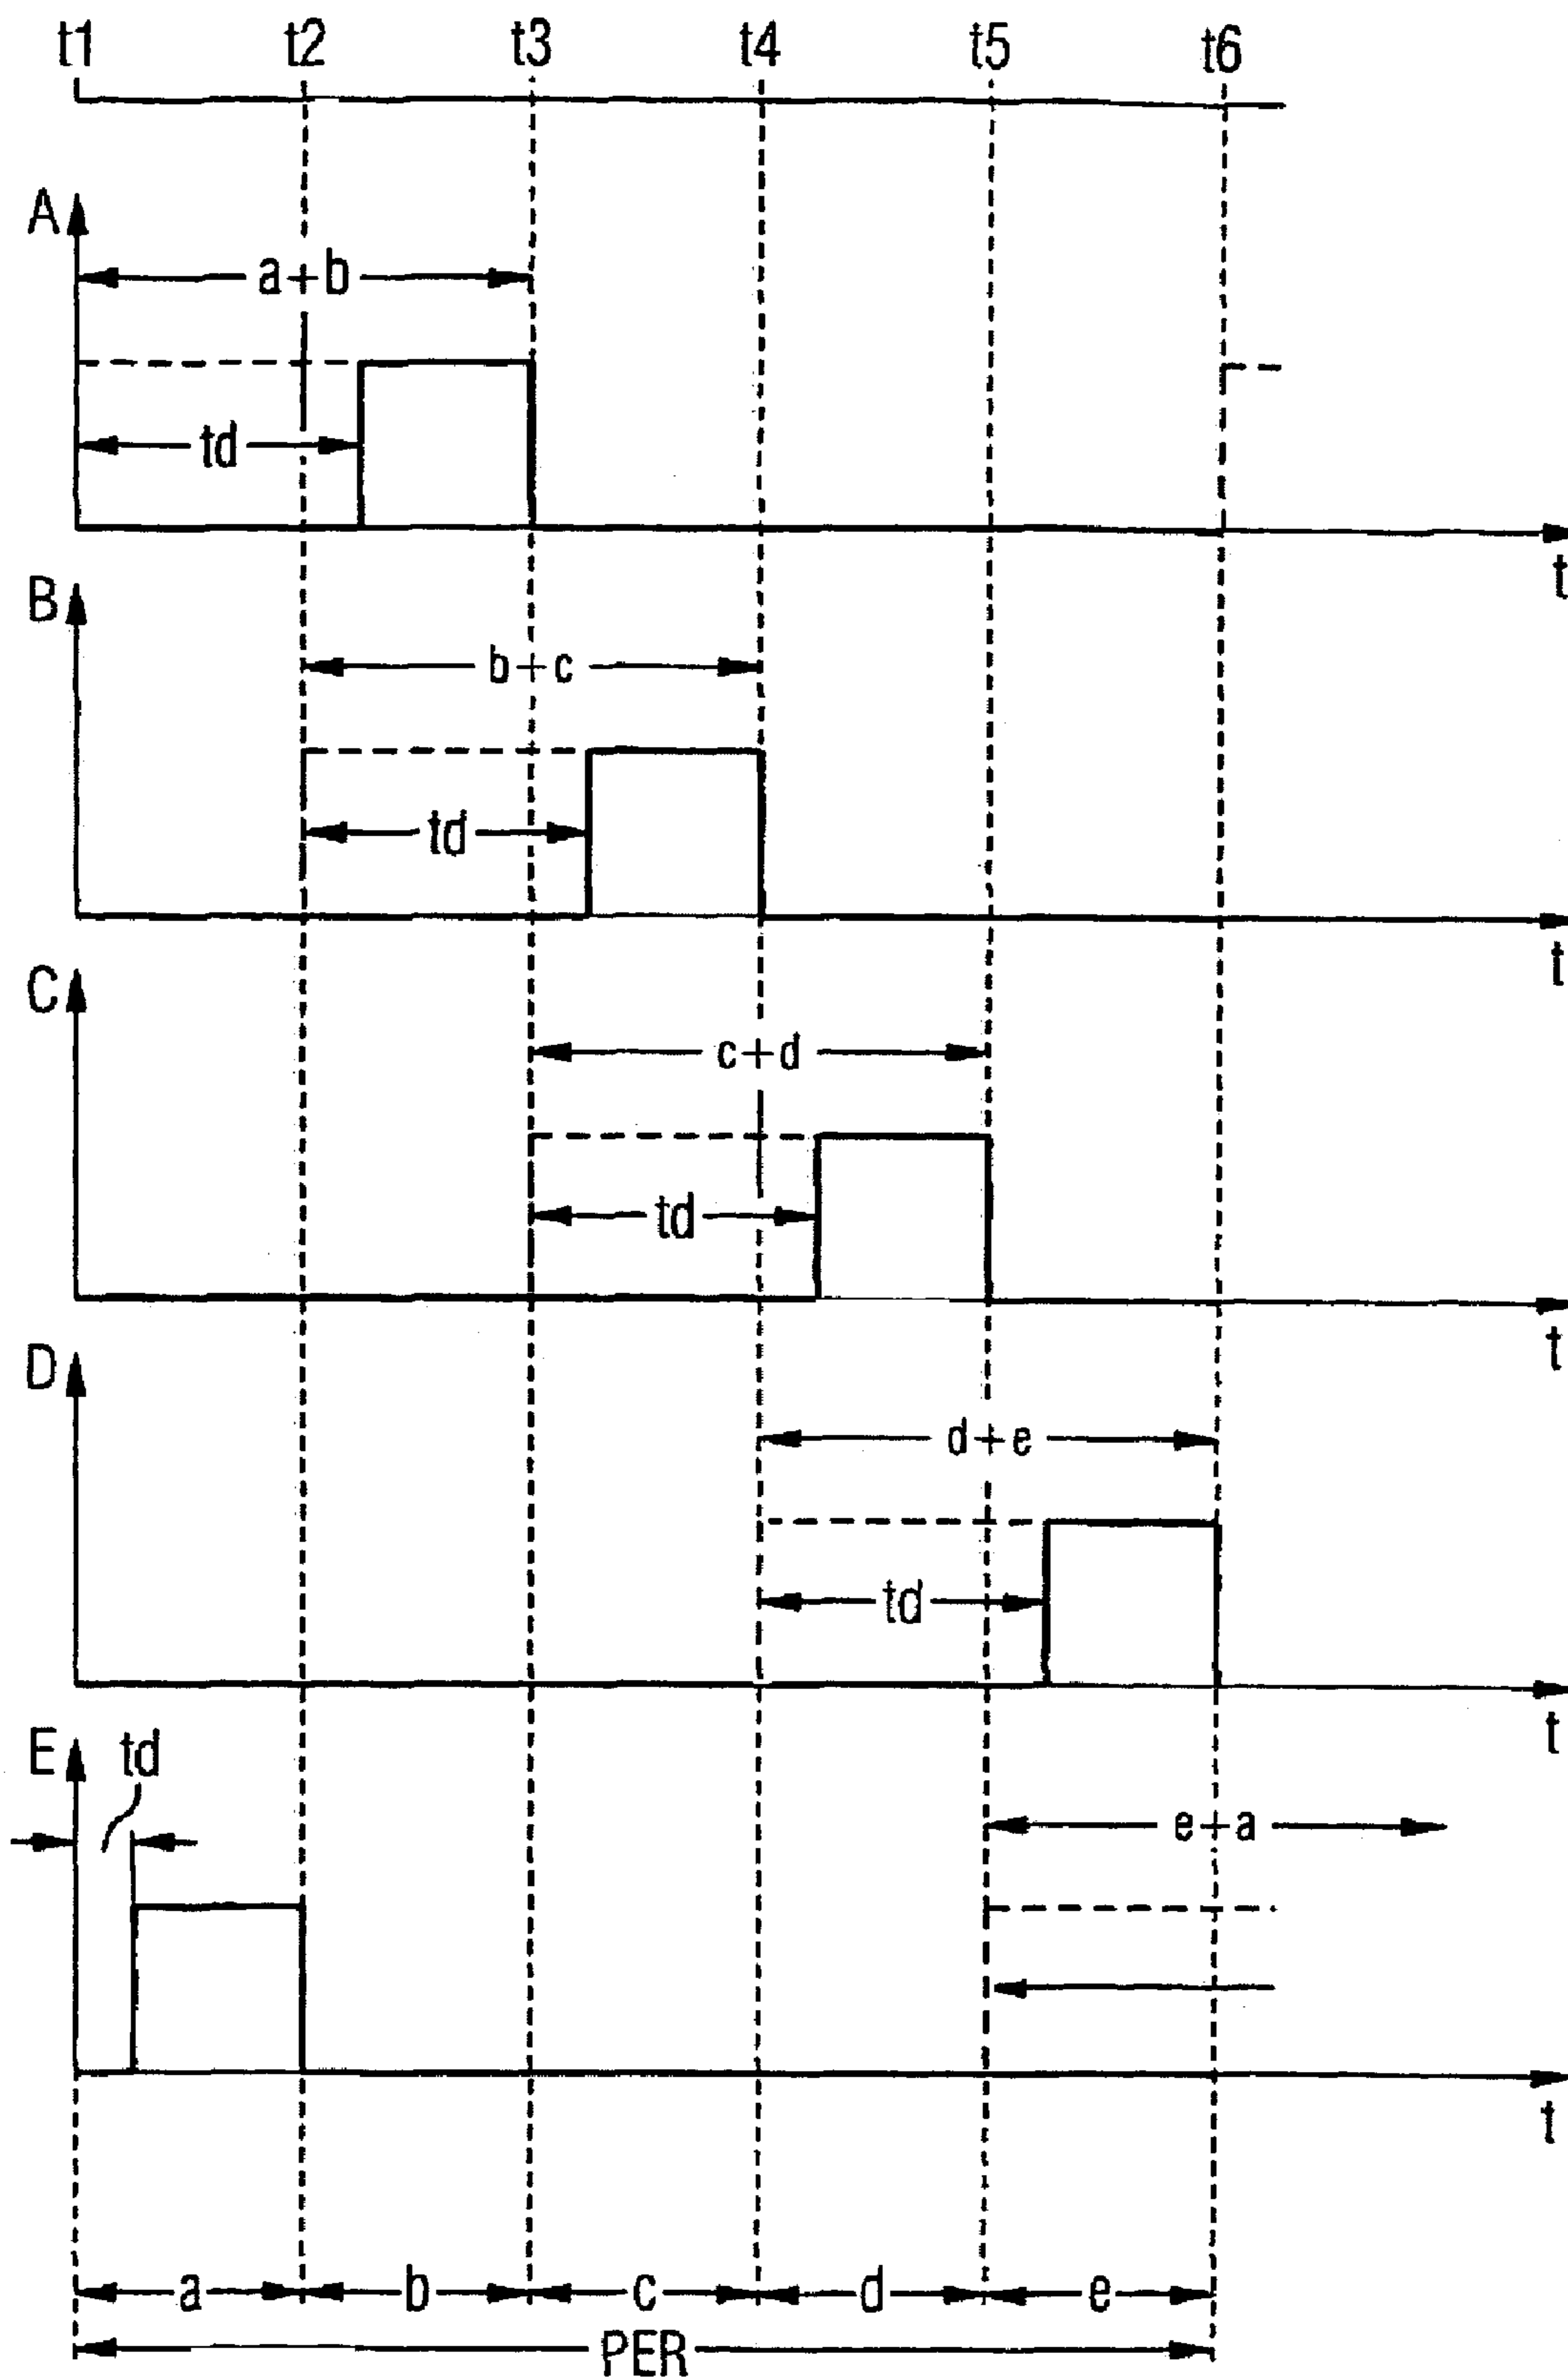 t1 t2 t3 t4 t5 t6
A
a+b
td
t
B
b+c
td
t
C
c+d
td
t
D
d+e
td
t
E td
e+a
t
a b c d e
PER